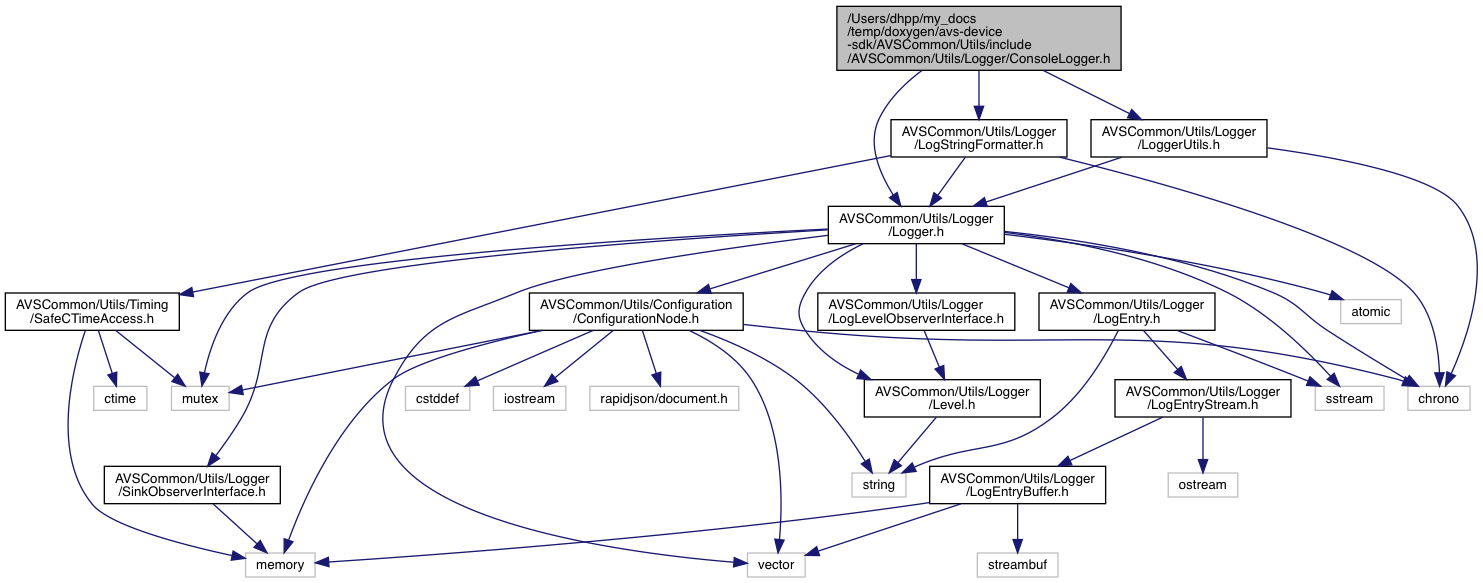 /Users/dhpp/my_docs
/temp/doxygen/avs-device
-sdk/AVSCommon/Utils/include
/AVSCommon/Utils/Logger/ConsoleLogger.h
AVSCommon/Utils/Logger
/LogStringFormatter.h
AVSCommon/Utils/Logger
/LoggerUtils.h
AVSCommon/Utils/Logger
/Logger.h
AVSCommon/Utils/Timing
/SafeCTimeAccess.h
AVSCommon/Utils/Configuration
/ConfigurationNode.h
AVSCommon/Utils/Logger
/LogLevelObserverInterface.h
AVSCommon/Utils/Logger
/LogEntry.h
atomic
ctime
mutex
cstddef
iostream
rapidjson/document.h
AVSCommon/Utils/Logger
/Level.h
AVSCommon/Utils/Logger
/LogEntryStream.h
sstream
chrono
AVSCommon/Utils/Logger
/SinkObserverInterface.h
string
AVSCommon/Utils/Logger
/LogEntryBuffer.h
ostream
memory
vector
streambuf